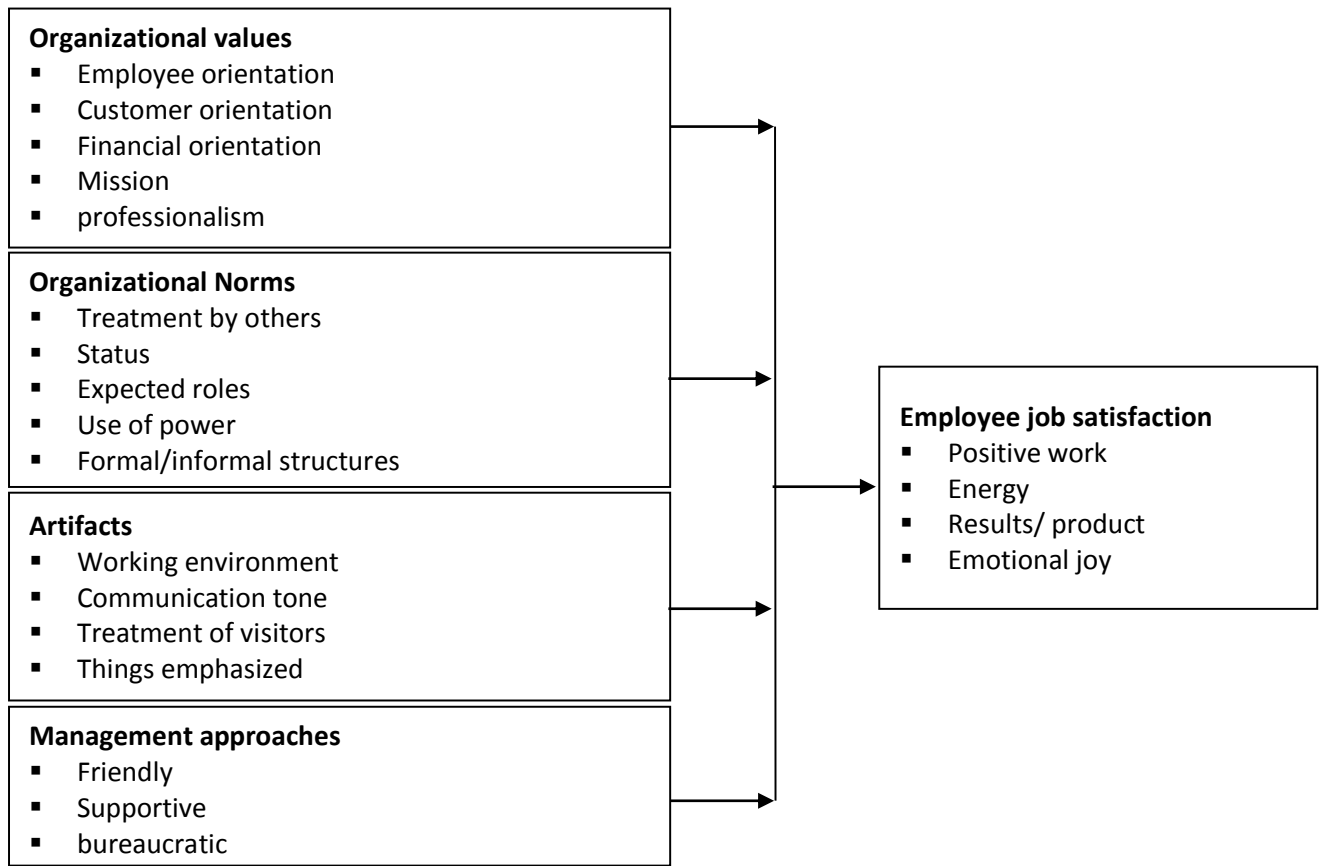 Organizational values
▪ Employee orientation
▪ Customer orientation
▪ Financial orientation
▪ Mission
▪ professionalism
Organizational Norms
▪ Treatment by others
▪ Status
▪ Expected roles
▪ Use of power
▪ Formal/informal structures
Artifacts
▪ Working environment
▪ Communication tone
▪ Treatment of visitors
▪ Things emphasized
Management approaches
▪ Friendly
▪ Supportive
▪ bureaucratic
Employee job satisfaction
▪ Positive work
▪ Energy
▪ Results/ product
▪ Emotional joy